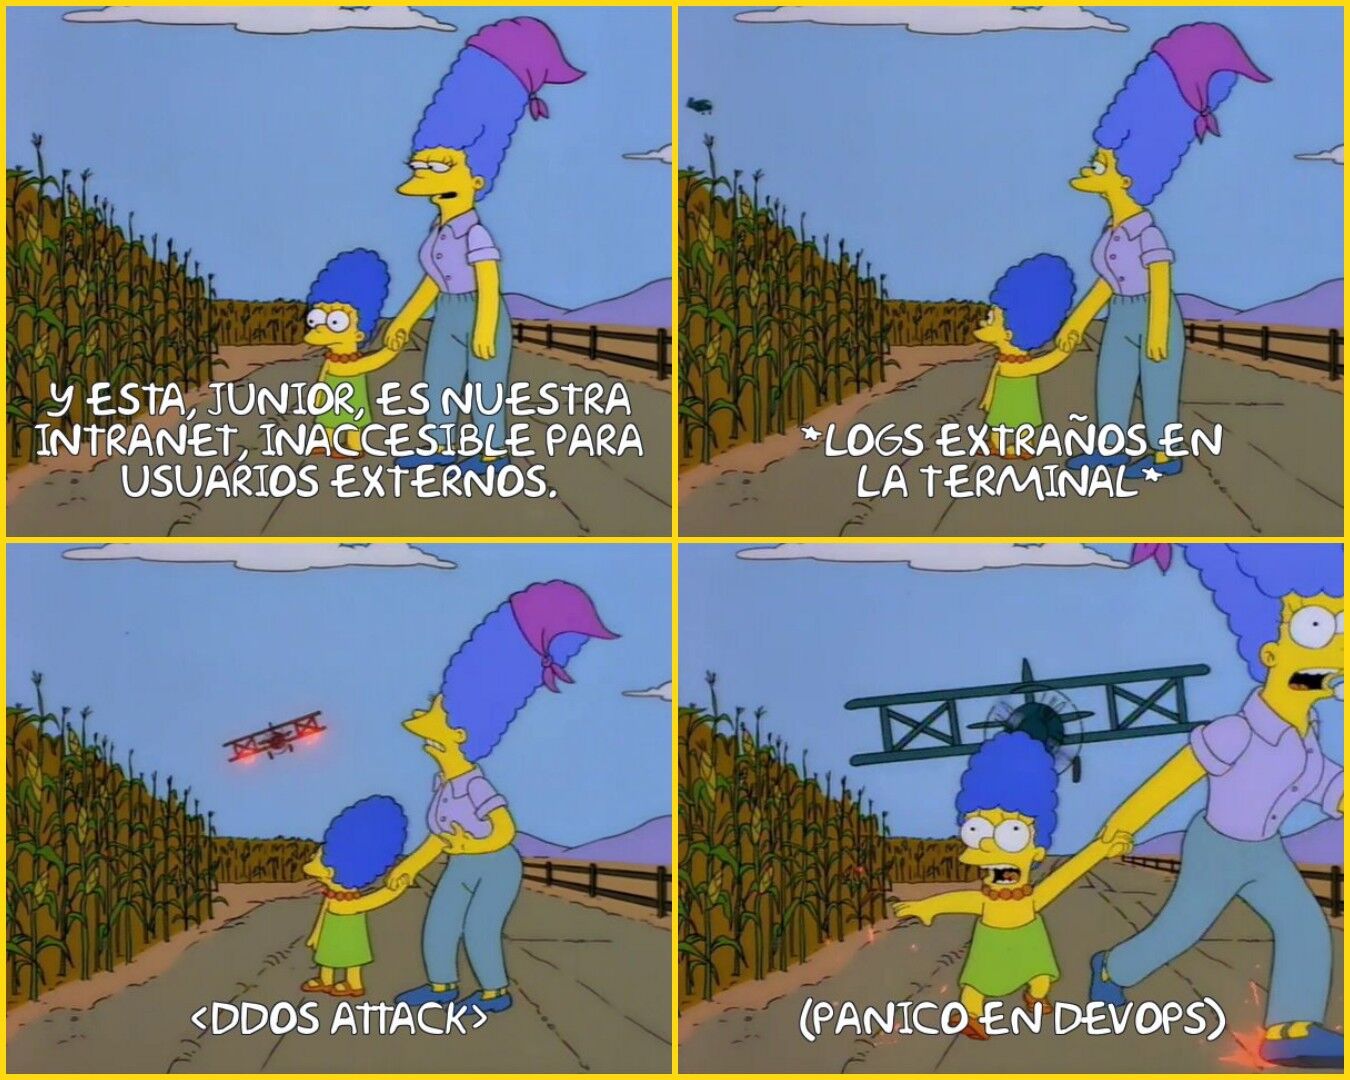 Y ESTA, JUNIOR, ES NUESTRA
INTRANET, INACCESIBLE PARA
USUARIOS EXTERNOS.
*LOGS EXTRAÑOS EN
LA TERMINAL*
<DDOS ATTACK>
(PANICO EN DEVOPS)